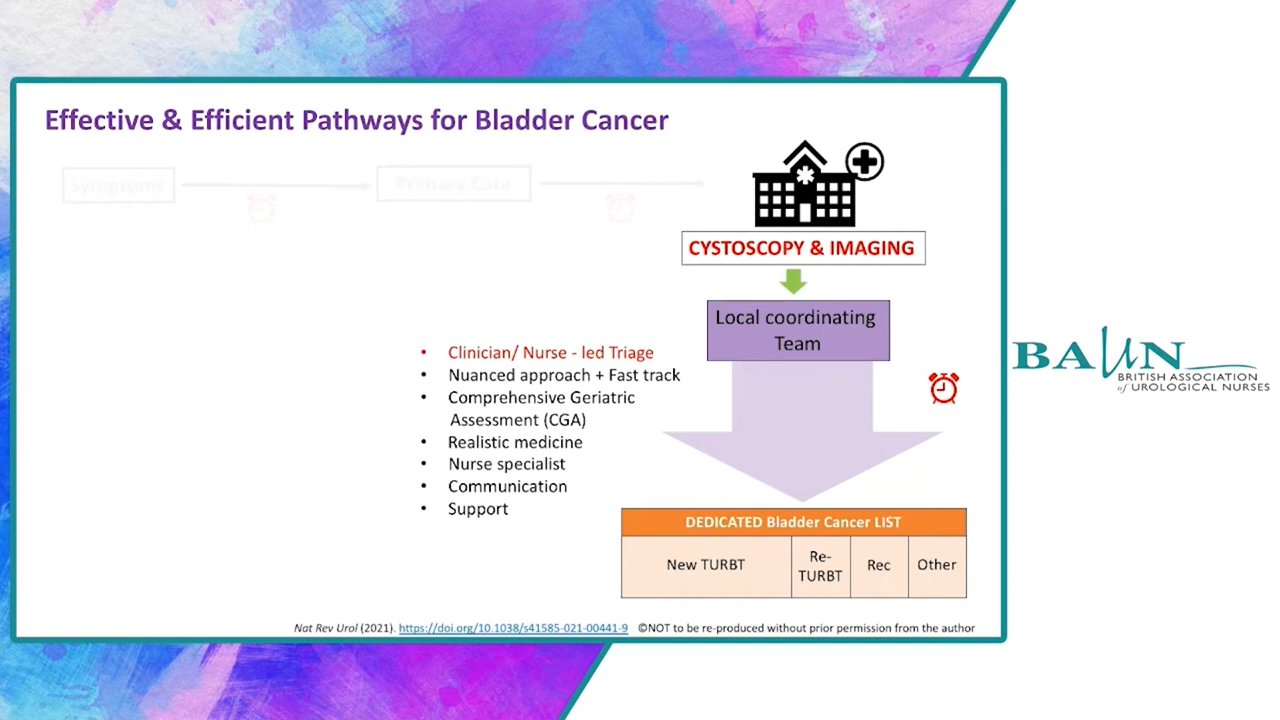 Effective & Efficient Pathways for Bladder Cancer
Symptoms
Primary Care
CYSTOSCOPY & IMAGING
Local coordinating
Team
• Clinician/ Nurse - led Triage
• Nuanced approach + Fast track
• Comprehensive Geriatric
Assessment (CGA)
• Realistic medicine
• Nurse specialist
• Communication
• Support
DEDICATED Bladder Cancer LIST
New TURBT
Re-
TURBT
Rec
Other
Nat Rev Urol (2021). https://doi.org/10.1038/s41585-021-00441-9 ©NOT to be re-produced without prior permission from the author
BAUN
BRITISH ASSOCIATION
of UROLOGICAL NURSES